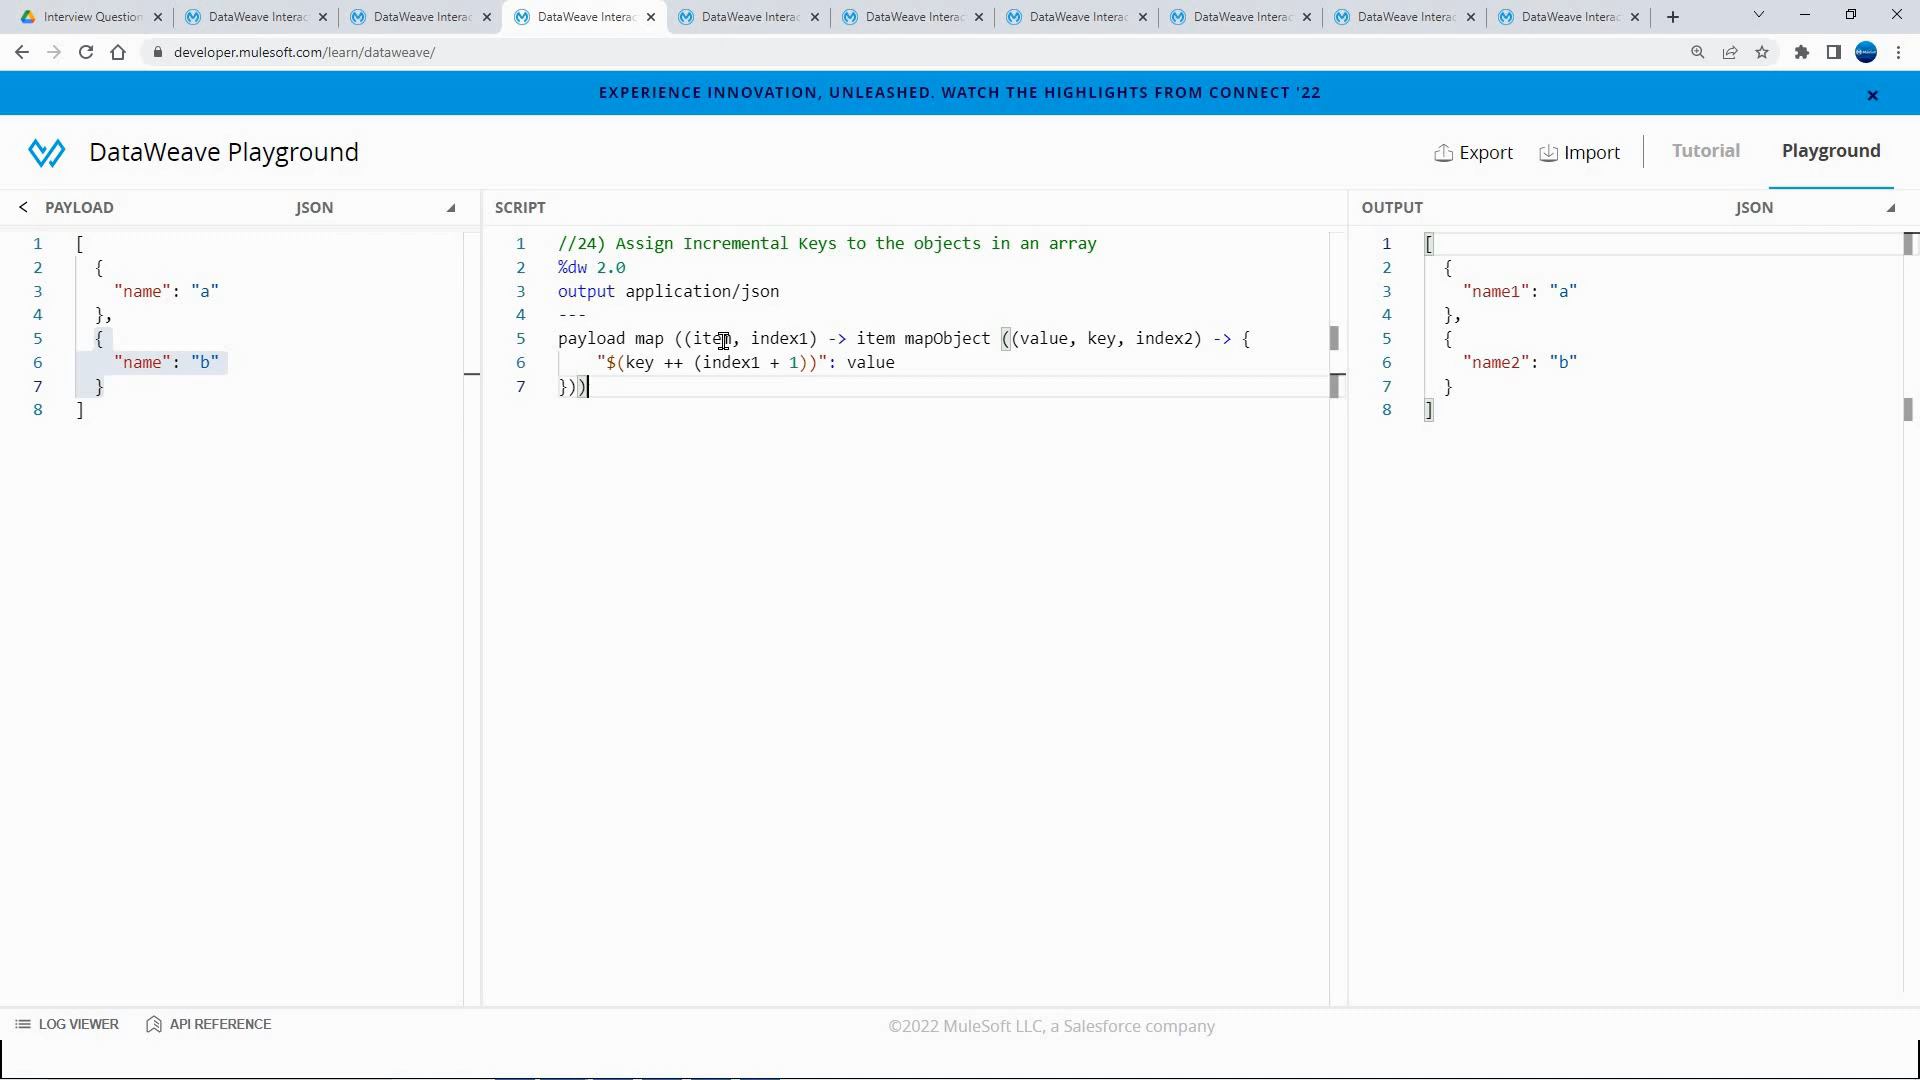 Interview Question
DataWeave Interac
DataWeave Interac
DataWeave Interac
DataWeave Interac
DataWeave Interac
DataWeave Interac
DataWeave Interac
DataWeave Interac
DataWeave Interac
developer.mulesoft.com/learn/dataweave/
EXPERIENCE INNOVATION, UNLEASHED. WATCH THE HIGHLIGHTS FROM CONNECT '22
DataWeave Playground
Export
Import
Tutorial
Playground
PAYLOAD JSON
1 [
2 {
3 "name": "a"
4 },
5 {
6 "name": "b"
7 }
8 ]
SCRIPT
1 //24) Assign Incremental Keys to the objects in an array
2 %dw 2.0
3 output application/json
4 ---
5 payload map ((item, index1) -> item mapObject ((value, key, index2) -> {
6 "$(key ++ (index1 + 1))": value
7 }))
OUTPUT JSON
1 [
2 {
3 "name1": "a"
4 },
5 {
6 "name2": "b"
7 }
8 ]
LOG VIEWER
API REFERENCE
©2022 MuleSoft LLC, a Salesforce company